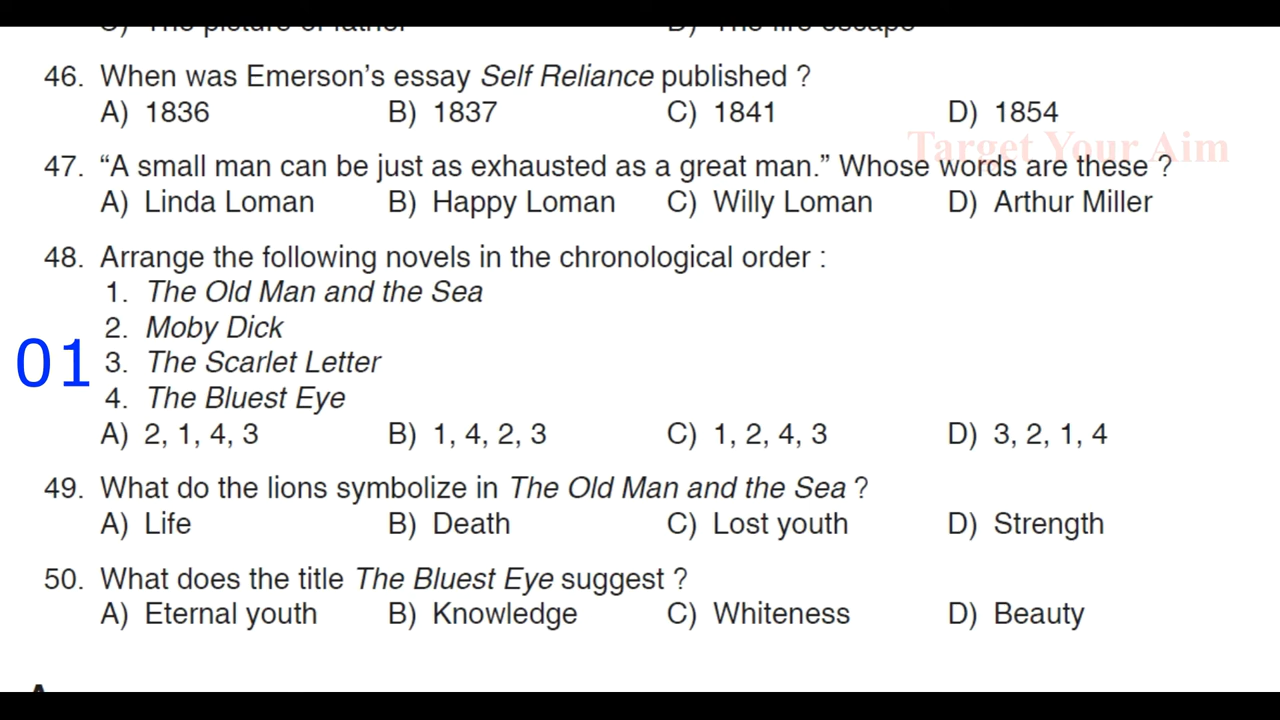 46. When was Emerson's essay Self Reliance published ?
A) 1836 B) 1837 C) 1841 D) 1854
Target Your Aim
47. “A small man can be just as exhausted as a great man.” Whose words are these ?
A) Linda Loman B) Happy Loman C) Willy Loman D) Arthur Miller
48. Arrange the following novels in the chronological order :
1. The Old Man and the Sea
2. Moby Dick
01
3. The Scarlet Letter
4. The Bluest Eye
A) 2, 1, 4, 3 B) 1, 4, 2, 3 C) 1, 2, 4, 3 D) 3, 2, 1, 4
49. What do the lions symbolize in The Old Man and the Sea ?
A) Life B) Death C) Lost youth D) Strength
50. What does the title The Bluest Eye suggest ?
A) Eternal youth B) Knowledge C) Whiteness D) Beauty